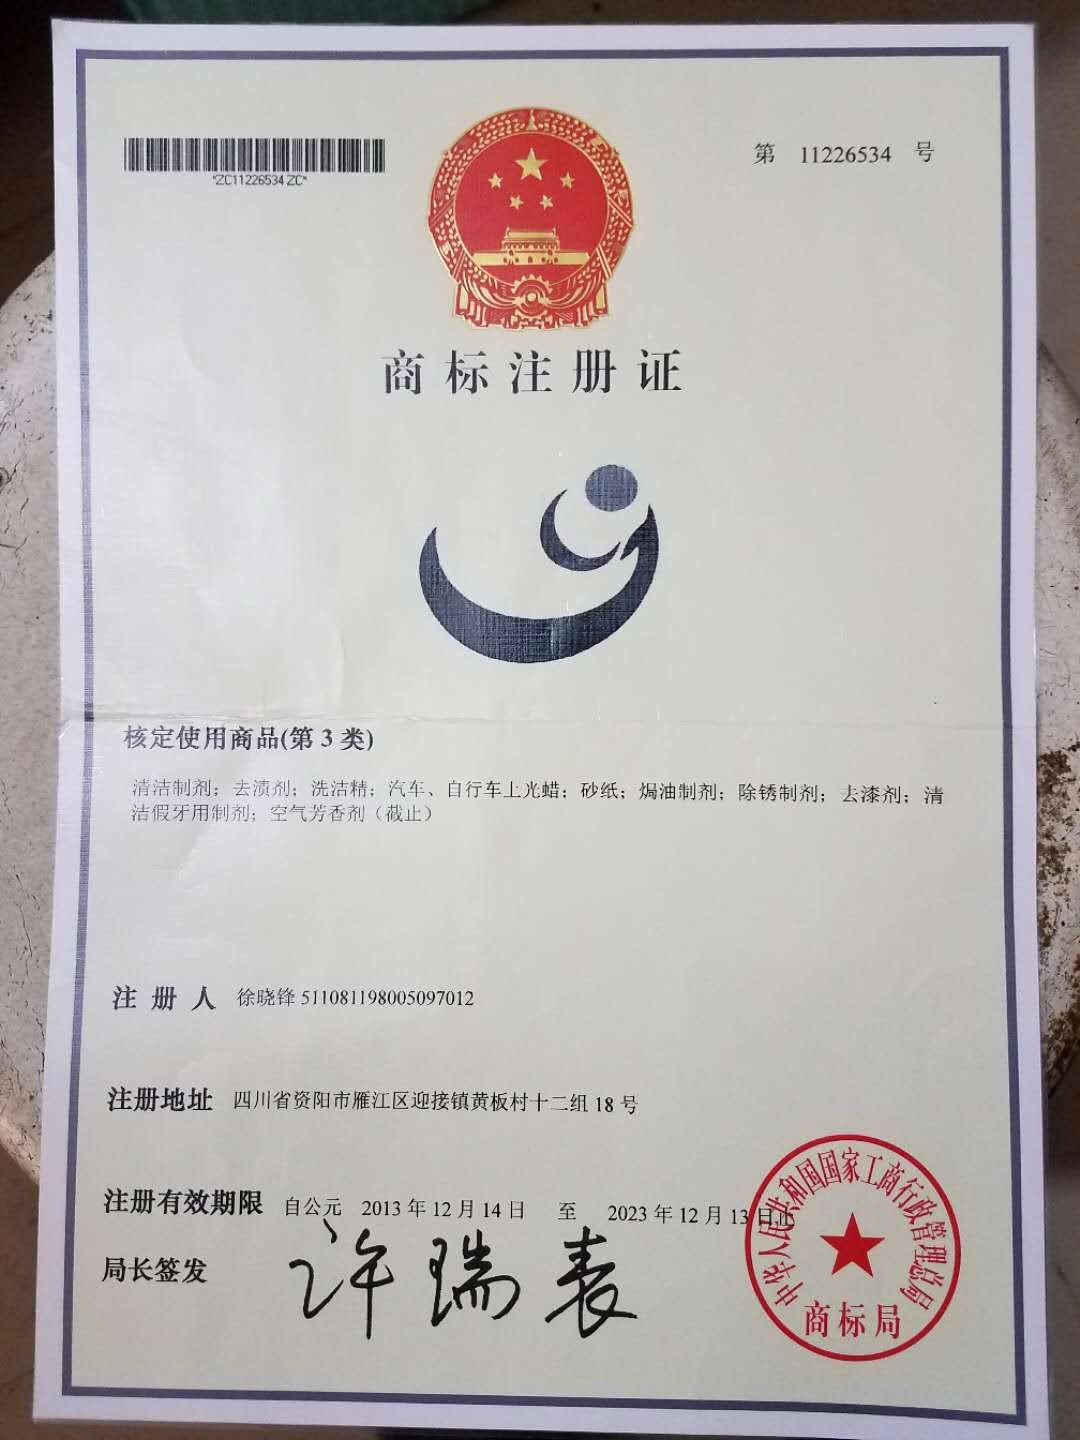 *ZC11226534ZC*
第 11226534 号
商标注册证
核定使用商品(第 3 类)
清洁制剂；去渍剂；洗洁精；汽车、自行车上光蜡；砂纸；焗油制剂；除锈制剂；去漆剂；清
洁假牙用制剂；空气芳香剂（截止）
注 册 人 徐晓锋 511081198005097012
注册地址 四川省资阳市雁江区迎接镇黄板村十二组 18 号
注册有效期限 自公元 2013 年 12 月 14 日 至 2023 年 12 月 13 日止
局长签发 许瑞表
中华人民共和国国家工商行政管理总局
商标局